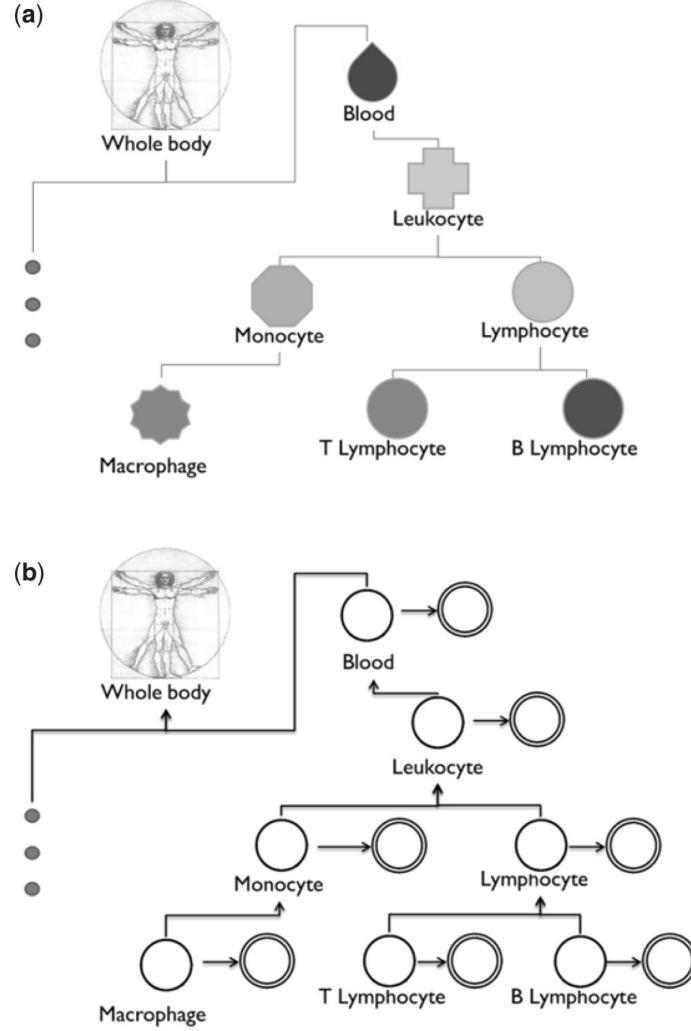 (a)
Whole body
Blood
Leukocyte
Monocyte
Lymphocyte
Macrophage
T Lymphocyte
B Lymphocyte
(b)
Whole body
Blood
Leukocyte
Monocyte
Lymphocyte
Macrophage
T Lymphocyte
B Lymphocyte